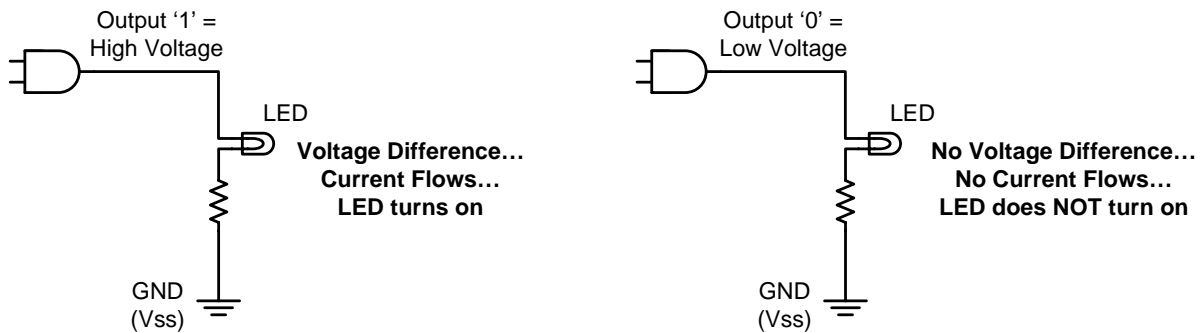 Output ‘1’ =
High Voltage
LED
Voltage Difference…
Current Flows…
LED turns on
GND
(Vss)
Output ‘0’ =
Low Voltage
LED
No Voltage Difference…
No Current Flows…
LED does NOT turn on
GND
(Vss)